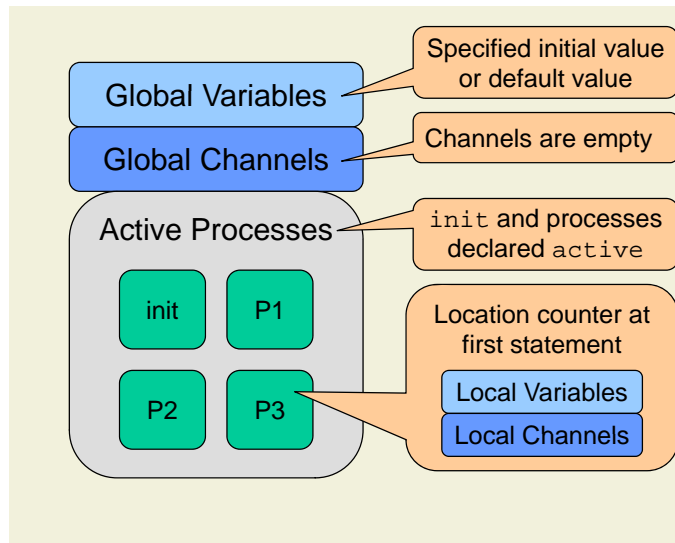 Specified initial value
or default value
Global Variables
Channels are empty
Global Channels
init and processes
declared active
Active Processes
init
P1
Location counter at
first statement
P2
P3
Local Variables
Local Channels